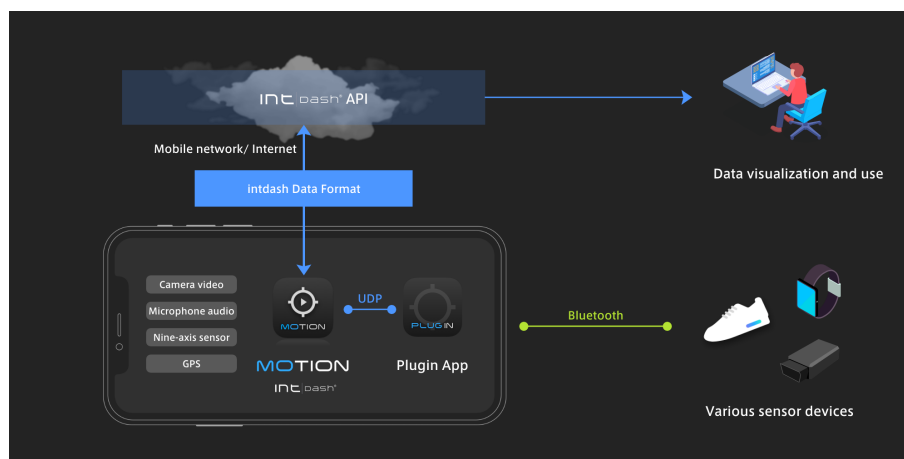 intdash API
Mobile network/ Internet
intdash Data Format
Data visualization and use
Camera video
Microphone audio
Nine-axis sensor
GPS
MOTION
UDP
PLUGIN
MOTION
intdash
Plugin App
Bluetooth
Various sensor devices